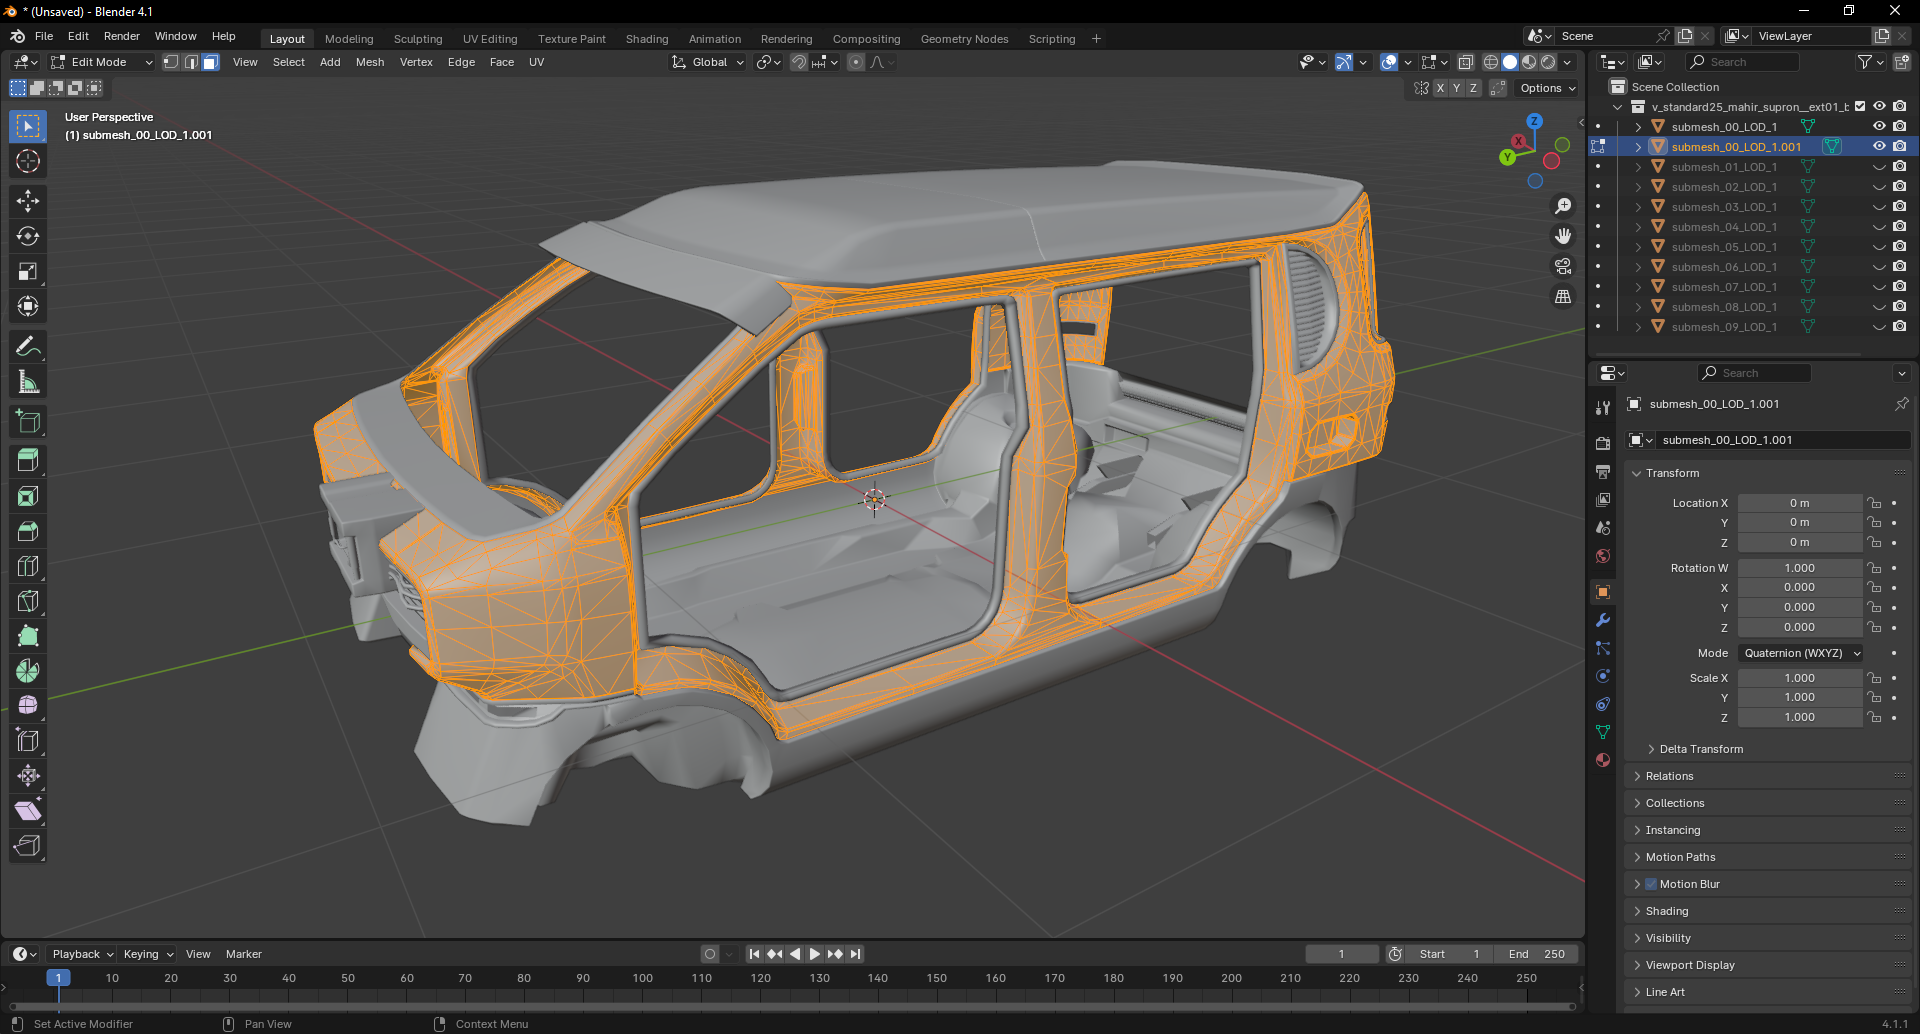 * (Unsaved) - Blender 4.1
File Edit Render Window Help
Layout Modeling Sculpting UV Editing Texture Paint Shading Animation Rendering Compositing Geometry Nodes Scripting +
Scene
ViewLayer
Edit Mode
View Select Add Mesh Vertex Edge Face UV
Global
Search
X Y Z
Options
User Perspective
(1) submesh_00_LOD_1.001
Z
X
Y
Scene Collection
v_standard25_mahir_supron__ext01_b
submesh_00_LOD_1
submesh_00_LOD_1.001
submesh_01_LOD_1
submesh_02_LOD_1
submesh_03_LOD_1
submesh_04_LOD_1
submesh_05_LOD_1
submesh_06_LOD_1
submesh_07_LOD_1
submesh_08_LOD_1
submesh_09_LOD_1
Search
submesh_00_LOD_1.001
submesh_00_LOD_1.001
Transform
Location X 0 m
Y 0 m
Z 0 m
Rotation W 1.000
X 0.000
Y 0.000
Z 0.000
Mode Quaternion (WXYZ)
Scale X 1.000
Y 1.000
Z 1.000
Delta Transform
Relations
Collections
Instancing
Motion Paths
Motion Blur
Shading
Visibility
Viewport Display
Line Art
Playback Keying View Marker
1
Start 1
End 250
1 10 20 30 40 50 60 70 80 90 100 110 120 130 140 150 160 170 180 190 200 210 220 230 240 250
Set Active Modifier
Pan View
Context Menu
4.1.1